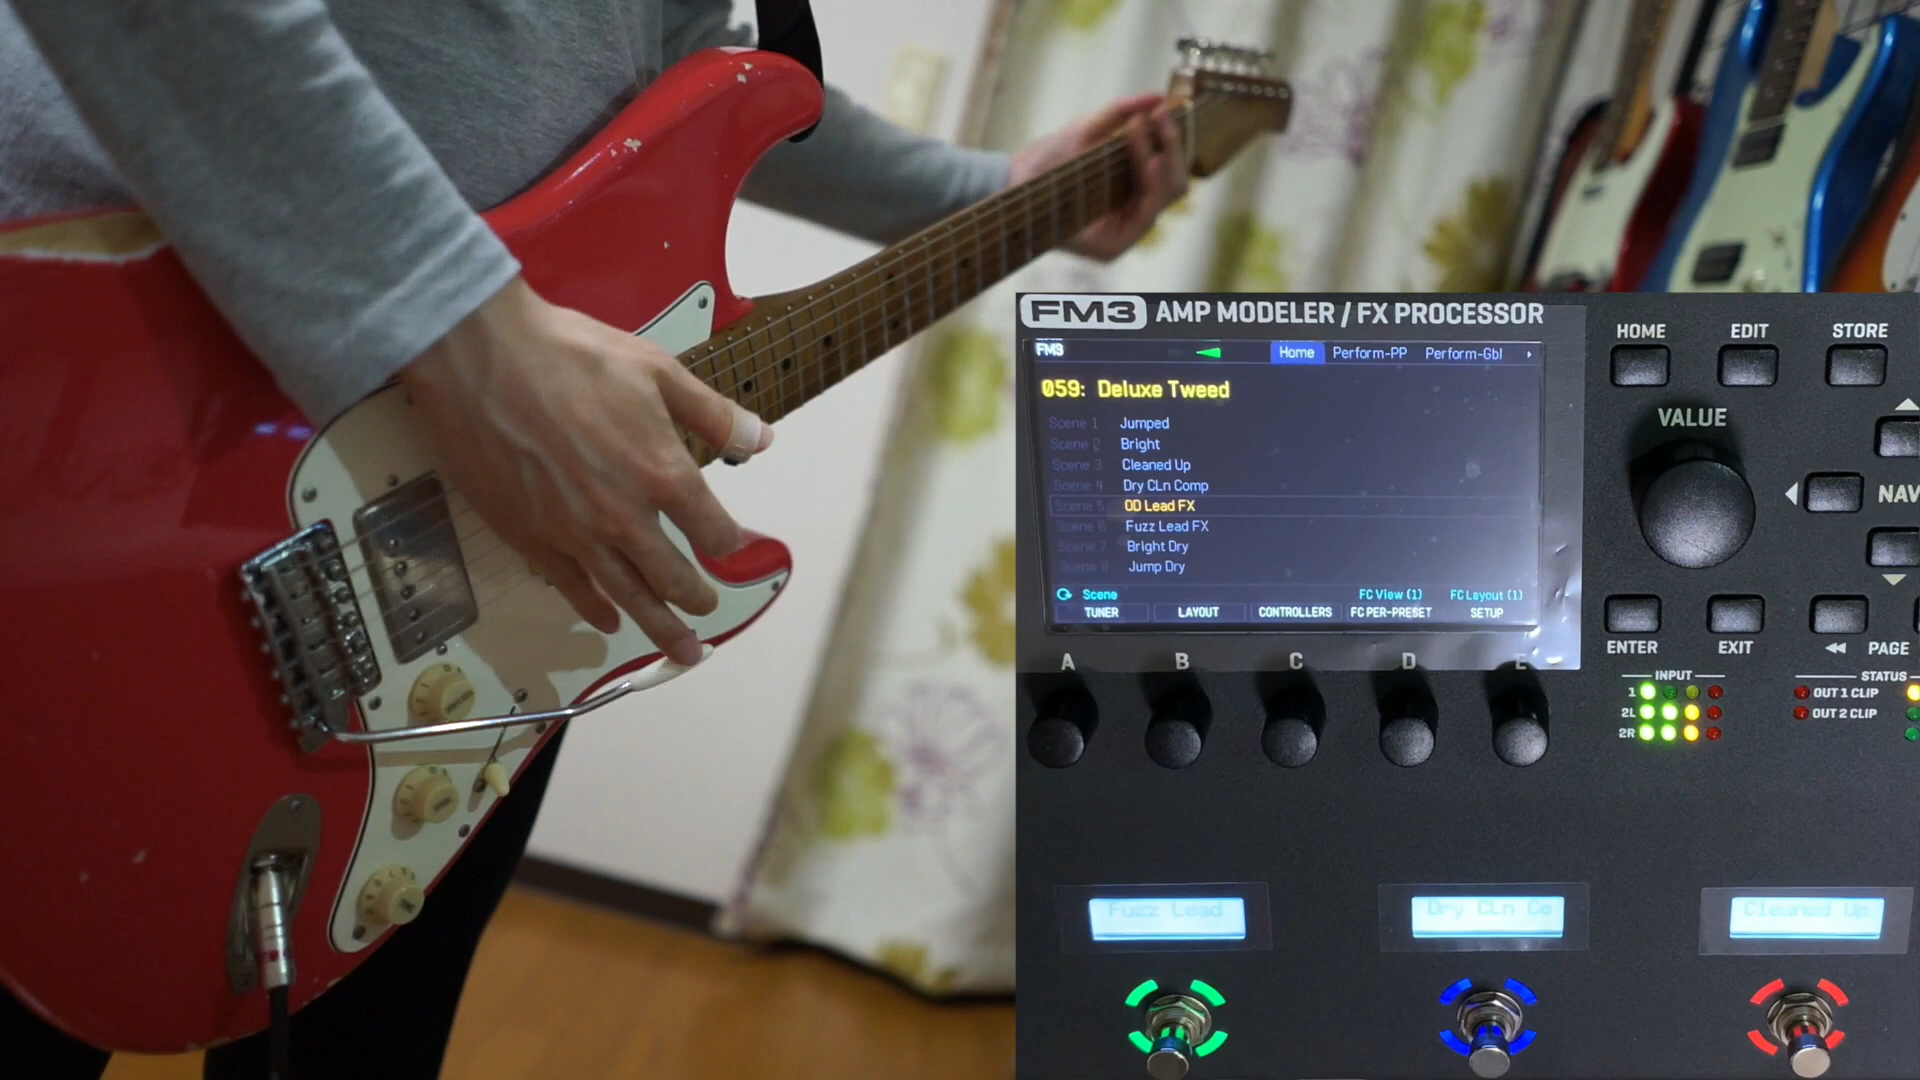 FM3 AMP MODELER / FX PROCESSOR
FM3 Home Perform-PP Perform-Gbl
059: Deluxe Tweed
Scene 1 Jumped
Scene 2 Bright
Scene 3 Cleaned Up
Scene 4 Dry CLn Comp
Scene 5 OD Lead FX
Scene 6 Fuzz Lead FX
Scene 7 Bright Dry
Scene 8 Jump Dry
Scene FC View (1) FC Layout (1)
TUNER LAYOUT CONTROLLERS FC PER-PRESET SETUP
A B C D E
HOME EDIT STORE
VALUE
NAV
ENTER EXIT PAGE
INPUT STATUS
1 OUT 1 CLIP
2L OUT 2 CLIP
2R
Fuzz Lead Dry CLn Co Cleaned Up